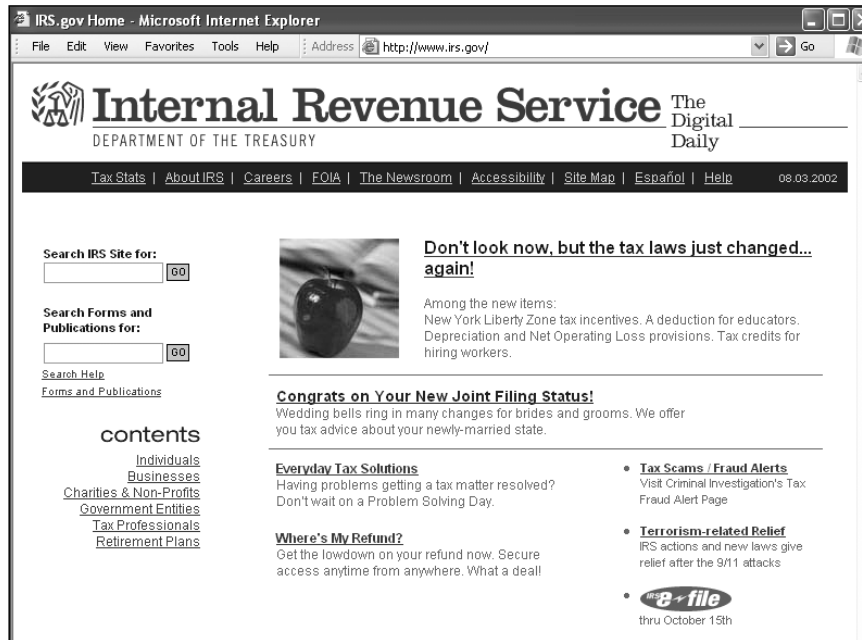 IRS.gov Home - Microsoft Internet Explorer
File Edit View Favorites Tools Help Address http://www.irs.gov/ Go
Internal Revenue Service
DEPARTMENT OF THE TREASURY
The
Digital
Daily
Tax Stats | About IRS | Careers | FOIA | The Newsroom | Accessibility | Site Map | Español | Help 08.03.2002
Search IRS Site for:
GO
Search Forms and
Publications for:
GO
Search Help
Forms and Publications
contents
Individuals
Businesses
Charities & Non-Profits
Government Entities
Tax Professionals
Retirement Plans
Don't look now, but the tax laws just changed...
again!
Among the new items:
New York Liberty Zone tax incentives. A deduction for educators.
Depreciation and Net Operating Loss provisions. Tax credits for
hiring workers.
Congrats on Your New Joint Filing Status!
Wedding bells ring in many changes for brides and grooms. We offer
you tax advice about your newly-married state.
Everyday Tax Solutions
Having problems getting a tax matter resolved?
Don't wait on a Problem Solving Day.
Where's My Refund?
Get the lowdown on your refund now. Secure
access anytime from anywhere. What a deal!
Tax Scams / Fraud Alerts
Visit Criminal Investigation's Tax
Fraud Alert Page
Terrorism-related Relief
IRS actions and new laws give
relief after the 9/11 attacks
IRS e-file
thru October 15th